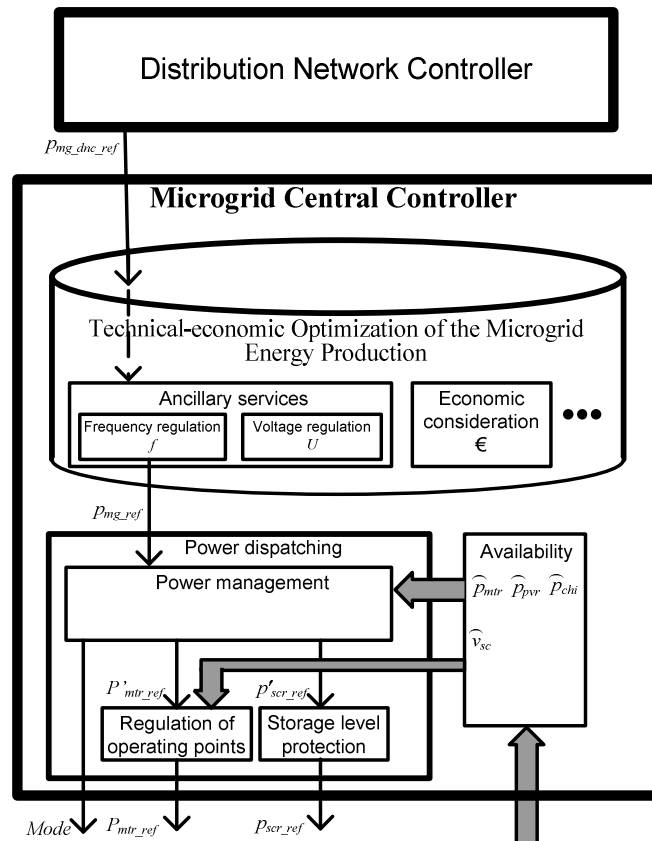 Distribution Network Controller
p_mg_dnc_ref
Microgrid Central Controller
Technical-economic Optimization of the Microgrid
Energy Production
Ancillary services
Frequency regulation
f
Voltage regulation
U
Economic
consideration
€
•••
p_mg_ref
Power dispatching
Power management
Availability
p̂_mtr p̂_pvr p̂_chi
v̂_sc
P'_mtr_ref
p'_scr_ref
Regulation of
operating points
Storage level
protection
Mode
P_mtr_ref
p_scr_ref